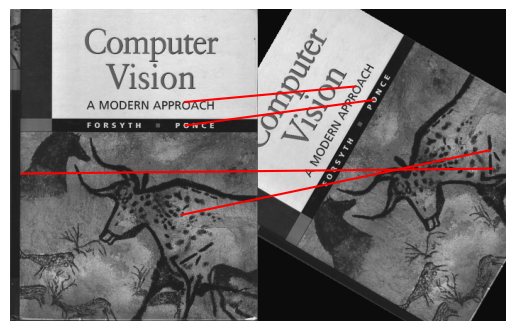 Computer
Vision
A MODERN APPROACH
FORSYTH PONCE
Computer
Vision
A MODERN APPROACH
FORSYTH PONCE